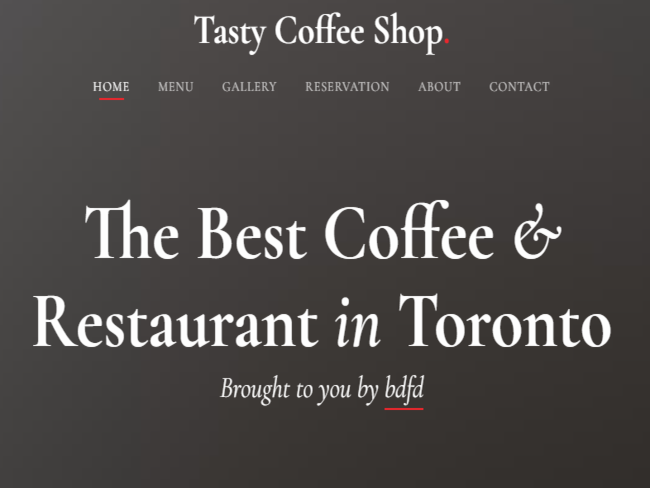 Tasty Coffee Shop.
HOME MENU GALLERY RESERVATION ABOUT CONTACT
The Best Coffee &
Restaurant in Toronto
Brought to you by bdfd